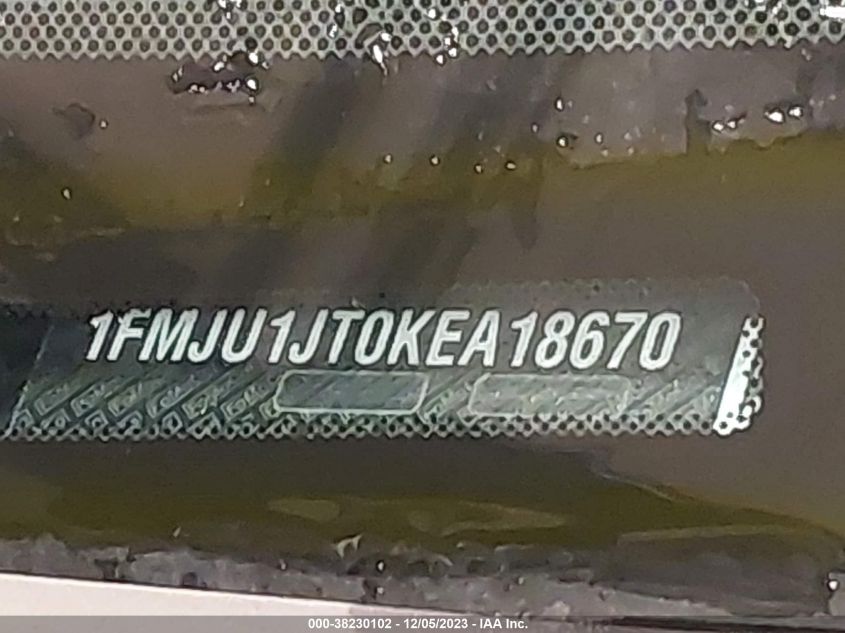 1FMJU1JT0KEA18670
000-38230102 - 12/05/2023 - IAA Inc.